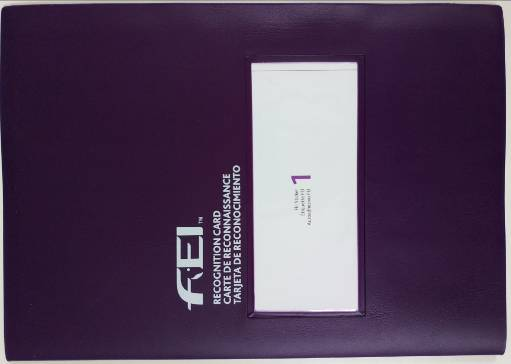 FEI™
RECOGNITION CARD
CARTE DE RECONNAISSANCE
TARJETA DE RECONOCIMIENTO
1